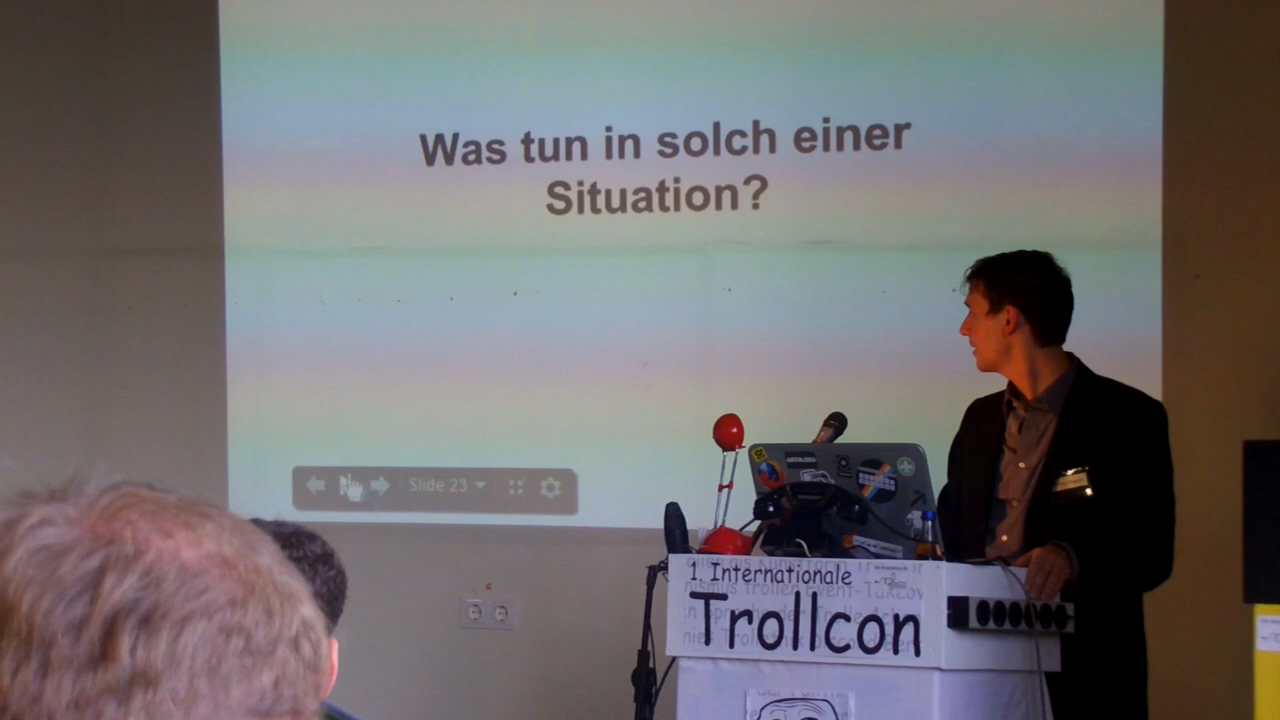 Was tun in solch einer
Situation?
Slide 23
1. Internationale
Trollcon